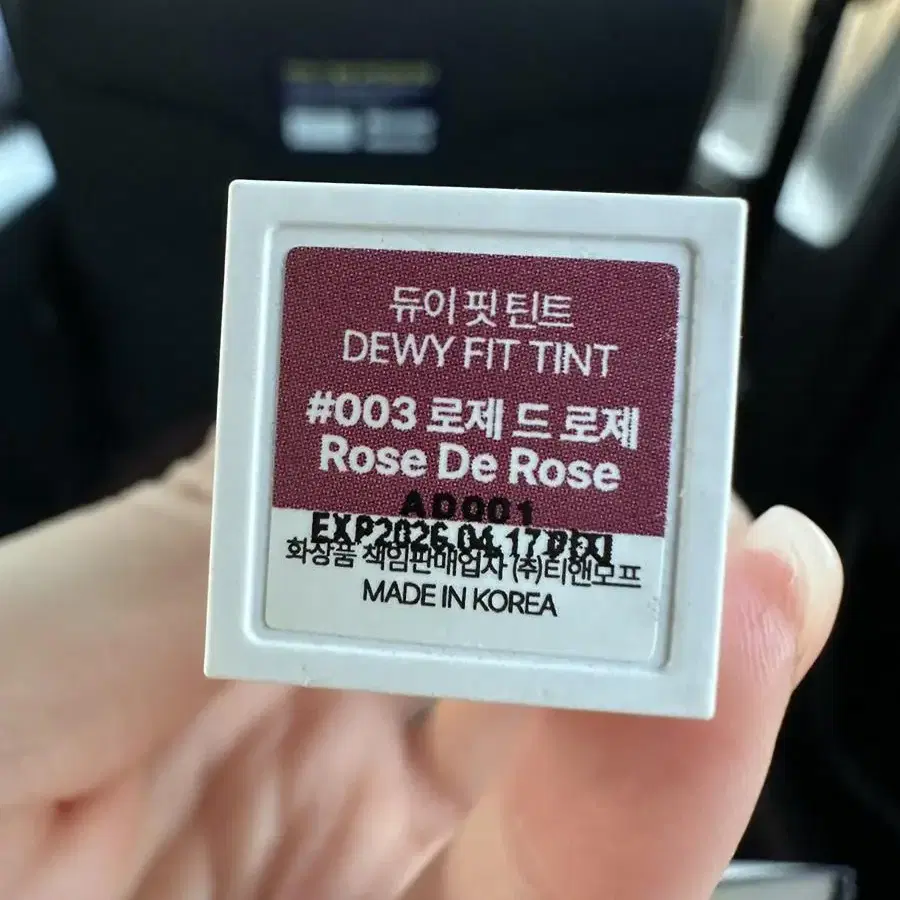 듀이 핏 틴트
DEWY FIT TINT
#003 로제 드 로제
Rose De Rose
AD001
EXP2026.04.17
화상품 책임판매업자 (주)티앤모프
MADE IN KOREA